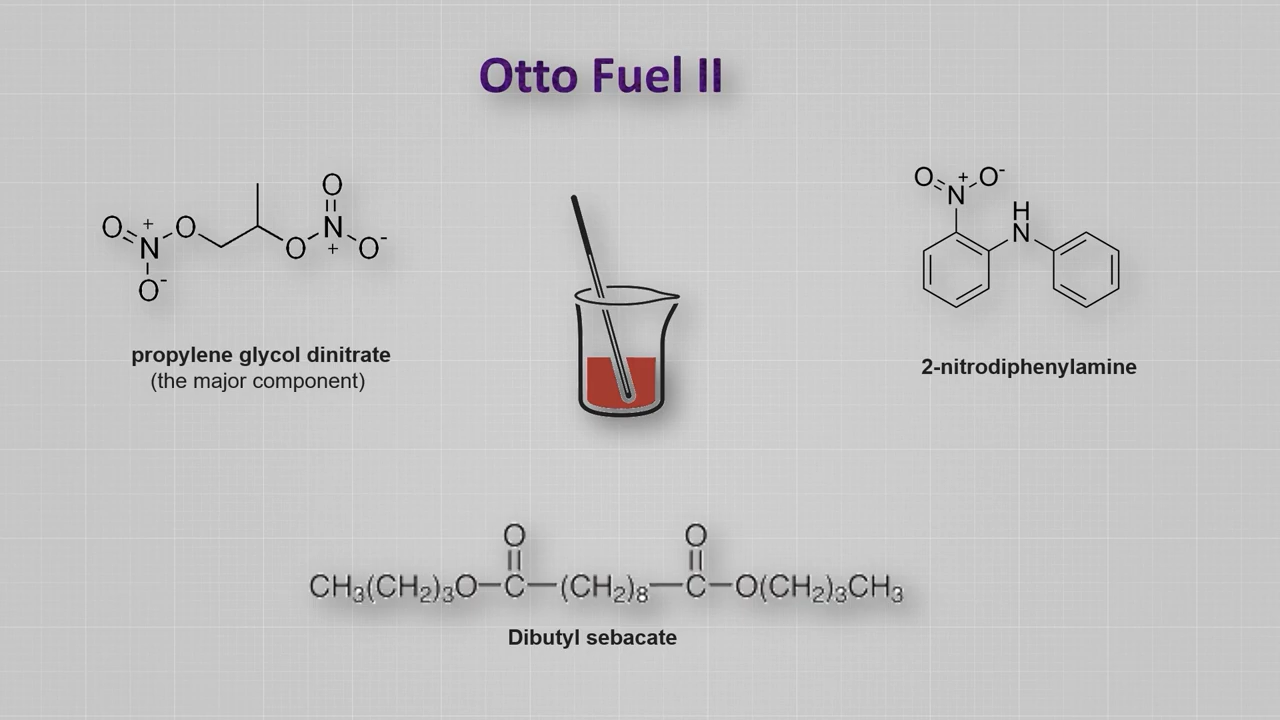 Otto Fuel II
O N + O O - O N + O O -
propylene glycol dinitrate
(the major component)
O N + O - H N
2-nitrodiphenylamine
O O
CH3(CH2)3O—C—(CH2)8—C—O(CH2)3CH3
Dibutyl sebacate